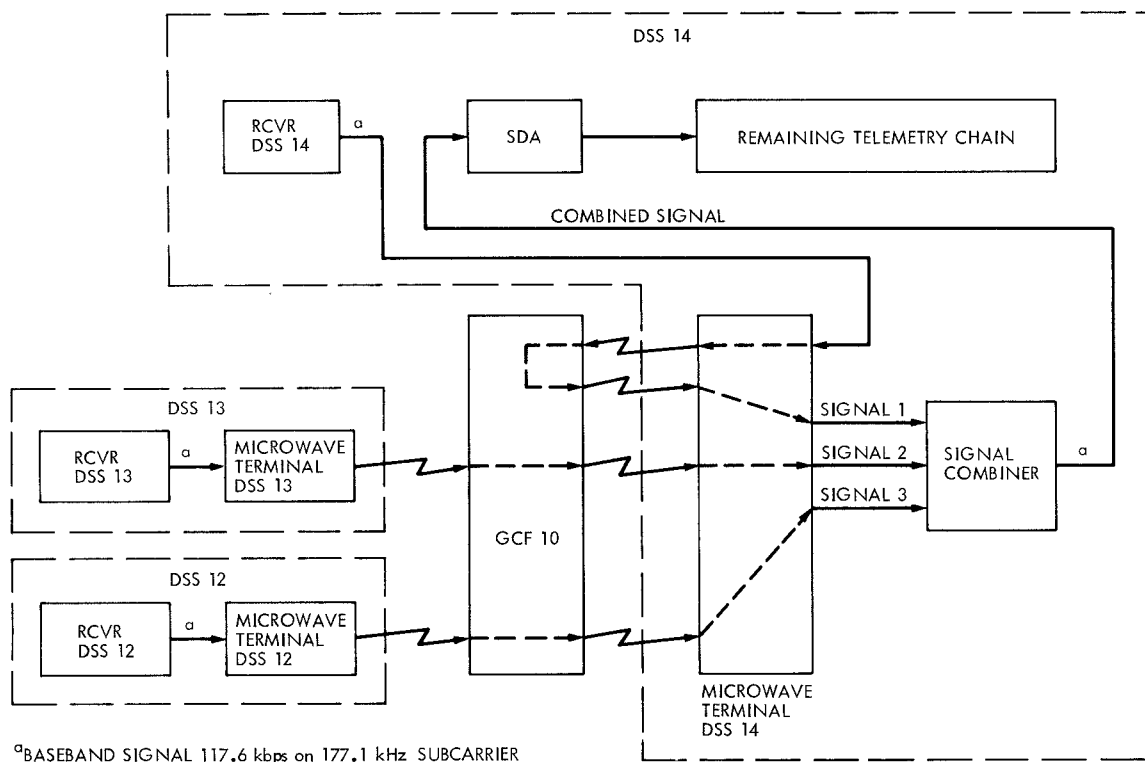 DSS 14
RCVR
DSS 14
a
SDA
REMAINING TELEMETRY CHAIN
COMBINED SIGNAL
DSS 13
RCVR
DSS 13
a
MICROWAVE
TERMINAL
DSS 13
GCF 10
SIGNAL 1
SIGNAL 2
SIGNAL 3
SIGNAL
COMBINER
a
DSS 12
RCVR
DSS 12
a
MICROWAVE
TERMINAL
DSS 12
MICROWAVE
TERMINAL
DSS 14
aBASEBAND SIGNAL 117.6 kbps on 177.1 kHz SUBCARRIER